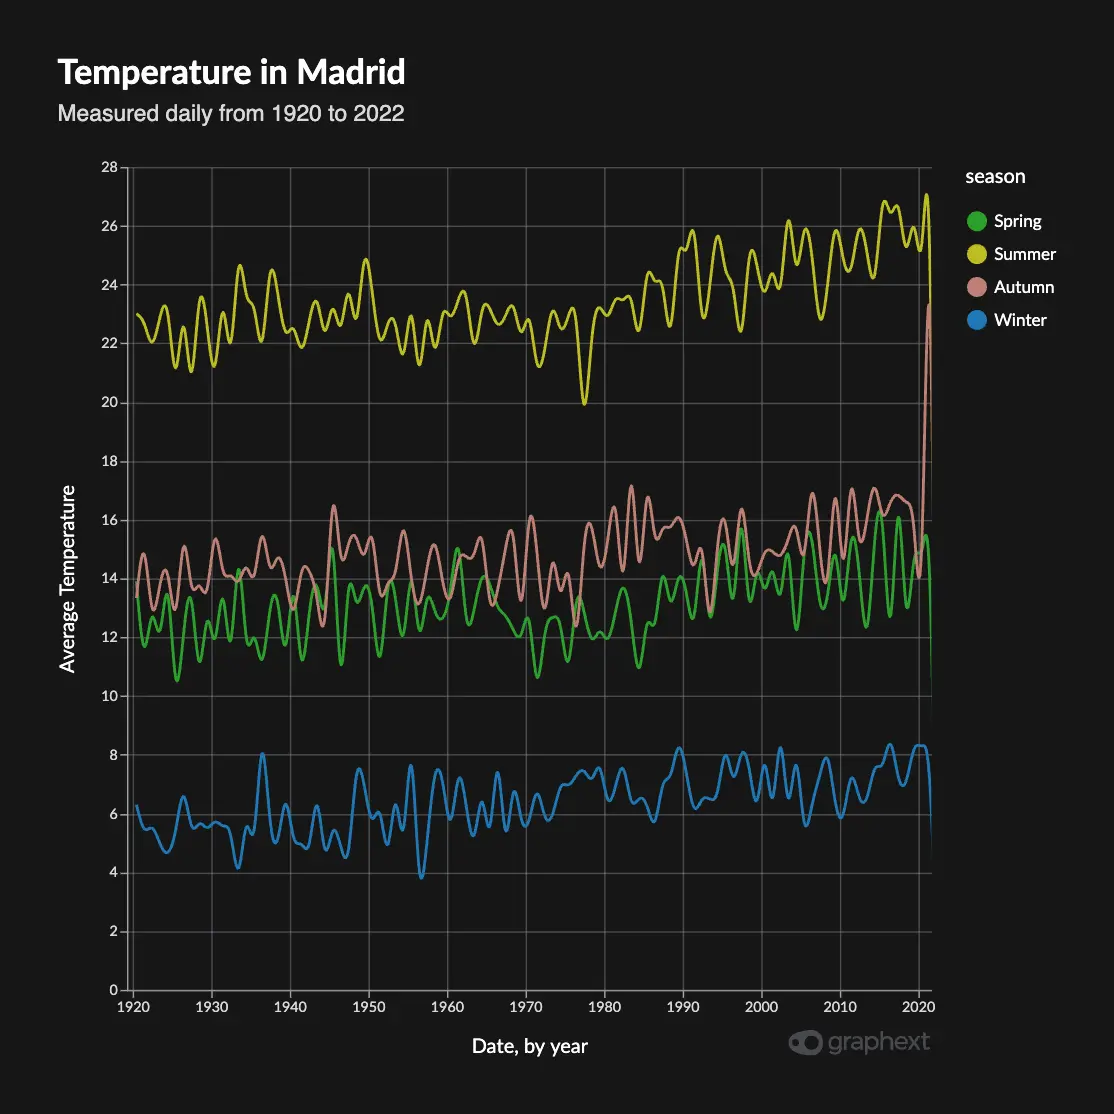 Temperature in Madrid
Measured daily from 1920 to 2022
season
Spring
Summer
Autumn
Winter
Average Temperature
28
26
24
22
20
18
16
14
12
10
8
6
4
2
0
1920 1930 1940 1950 1960 1970 1980 1990 2000 2010 2020
Date, by year
graphext